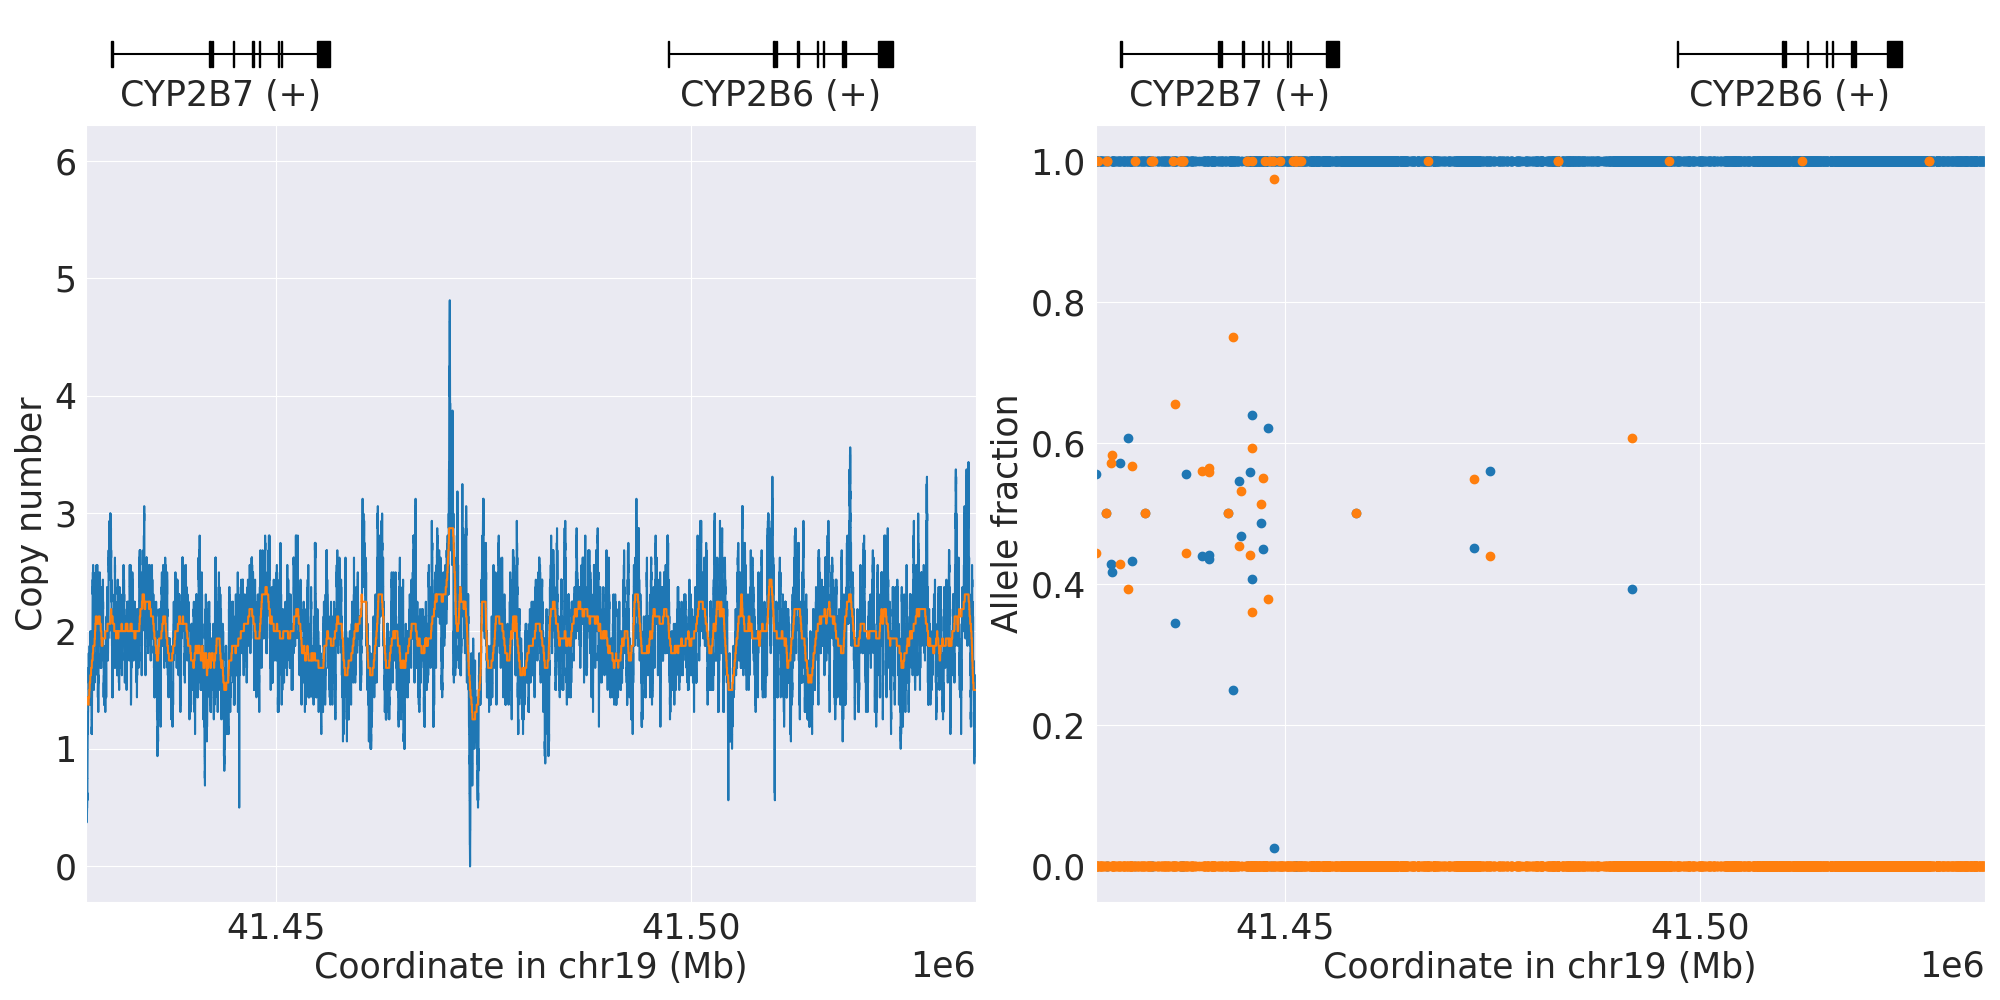 CYP2B7 (+) CYP2B6 (+)
6
5
4
3
2
1
0
Copy number
41.45 41.50
Coordinate in chr19 (Mb) 1e6
CYP2B7 (+) CYP2B6 (+)
1.0
0.8
0.6
0.4
0.2
0.0
Allele fraction
41.45 41.50
Coordinate in chr19 (Mb) 1e6